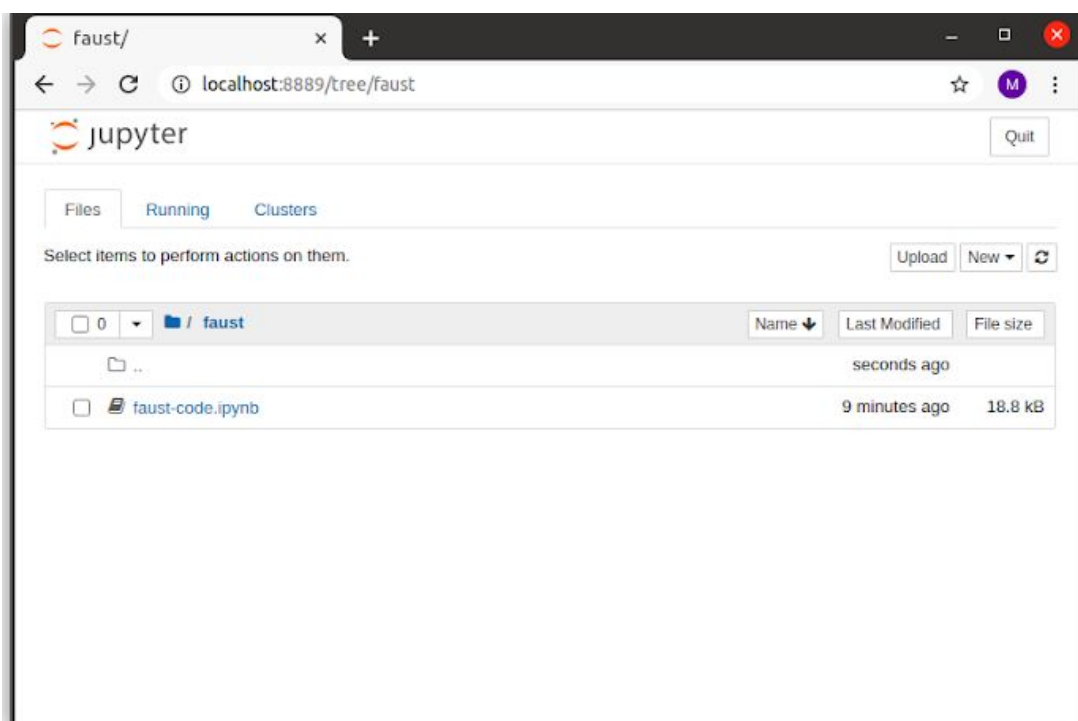 faust/
localhost:8889/tree/faust
M
jupyter
Quit
Files Running Clusters
Select items to perform actions on them.
Upload New
0 / faust Name Last Modified File size
.. seconds ago
faust-code.ipynb 9 minutes ago 18.8 kB